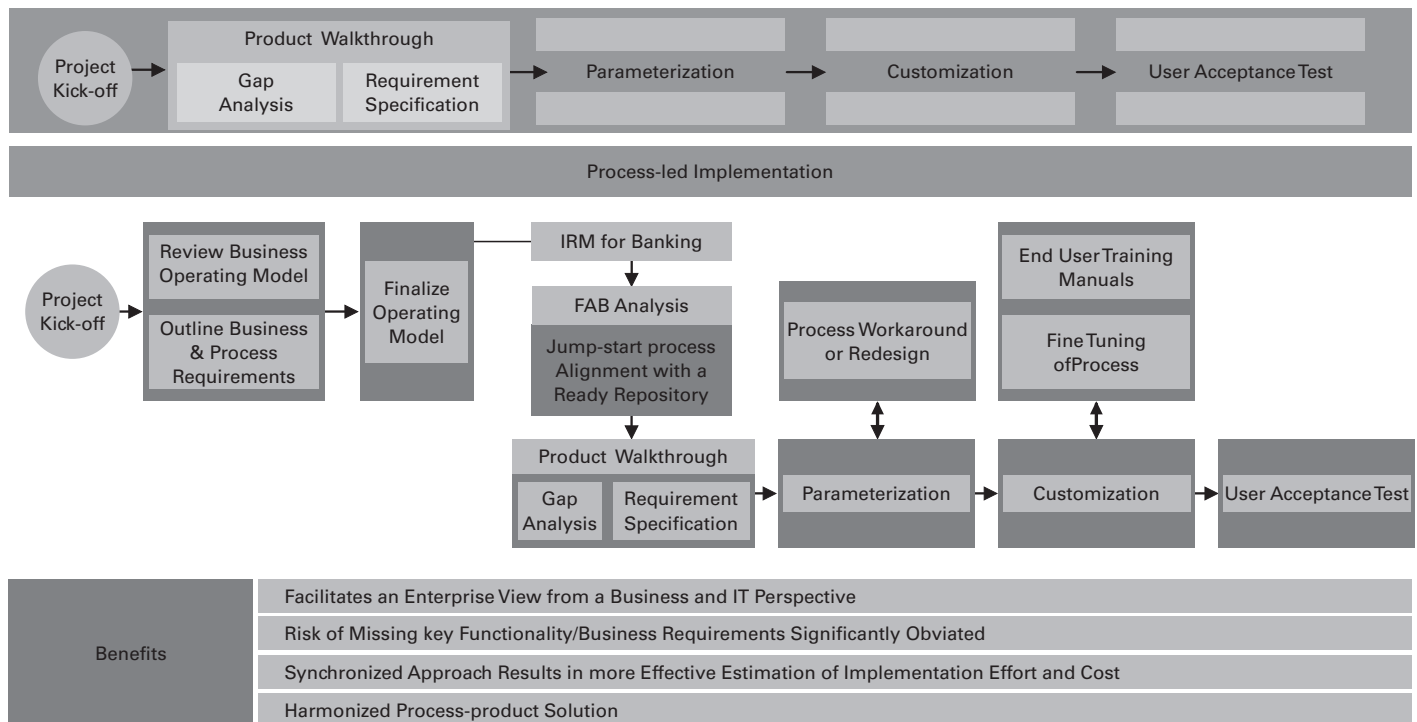 Project
Kick-off
Product Walkthrough
Gap
Analysis
Requirement
Specification
Parameterization
Customization
User Acceptance Test
Process-led Implementation
Project
Kick-off
Review Business
Operating Model
Outline Business
& Process
Requirements
Finalize
Operating
Model
IRM for Banking
FAB Analysis
Jump-start process
Alignment with a
Ready Repository
Product Walkthrough
Gap
Analysis
Requirement
Specification
Process Workaround
or Redesign
Parameterization
End User Training
Manuals
Fine Tuning
ofProcess
Customization
User Acceptance Test
Benefits
Facilitates an Enterprise View from a Business and IT Perspective
Risk of Missing key Functionality/Business Requirements Significantly Obviated
Synchronized Approach Results in more Effective Estimation of Implementation Effort and Cost
Harmonized Process-product Solution